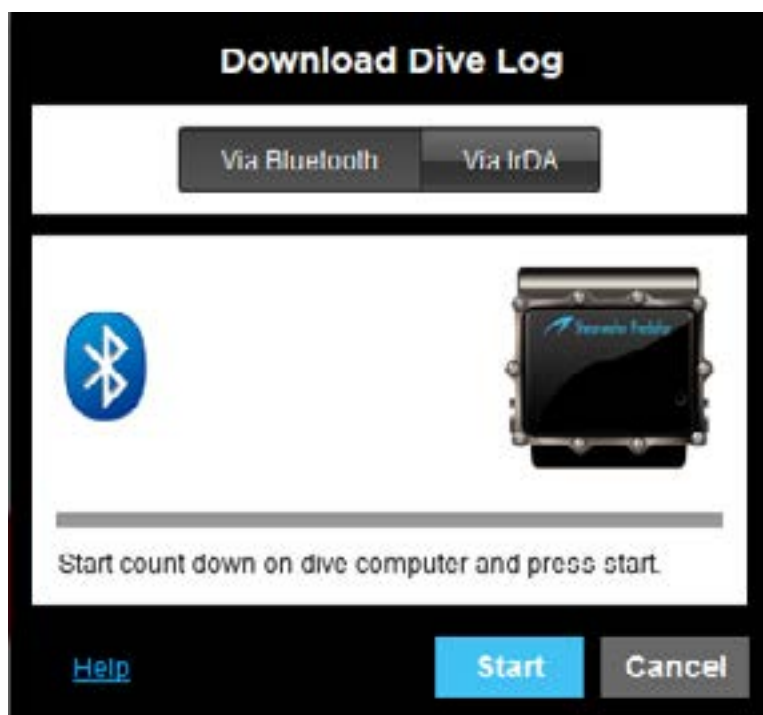 Download Dive Log
Via Bluetooth Via IrDA
Start count down on dive computer and press start.
Help Start Cancel